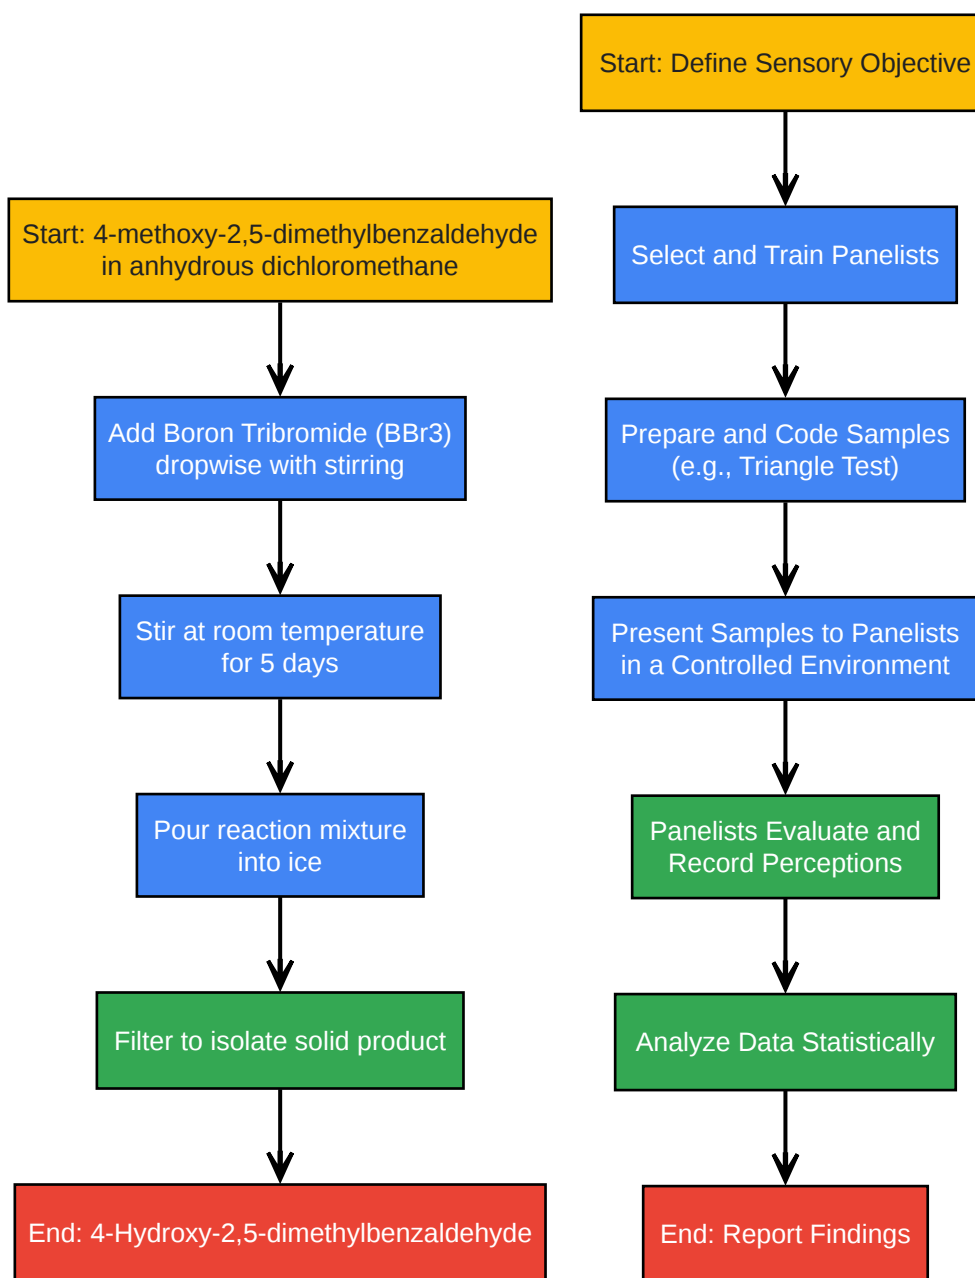 Start: 4-methoxy-2,5-dimethylbenzaldehyde
in anhydrous dichloromethane
Add Boron Tribromide (BBr3)
dropwise with stirring
Stir at room temperature
for 5 days
Pour reaction mixture
into ice
Filter to isolate solid product
End: 4-Hydroxy-2,5-dimethylbenzaldehyde
Start: Define Sensory Objective
Select and Train Panelists
Prepare and Code Samples
(e.g., Triangle Test)
Present Samples to Panelists
in a Controlled Environment
Panelists Evaluate and
Record Perceptions
Analyze Data Statistically
End: Report Findings